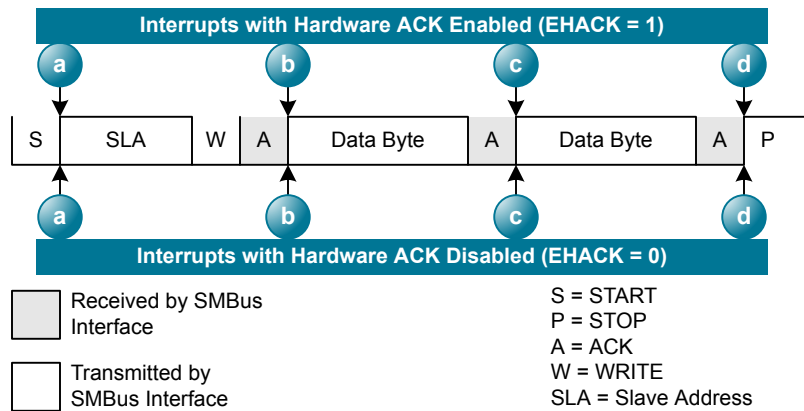 Interrupts with Hardware ACK Enabled (EHACK = 1)
a b c d
S SLA W A Data Byte A Data Byte A P
a b c d
Interrupts with Hardware ACK Disabled (EHACK = 0)
Received by SMBus
Interface
Transmitted by
SMBus Interface
S = START
P = STOP
A = ACK
W = WRITE
SLA = Slave Address